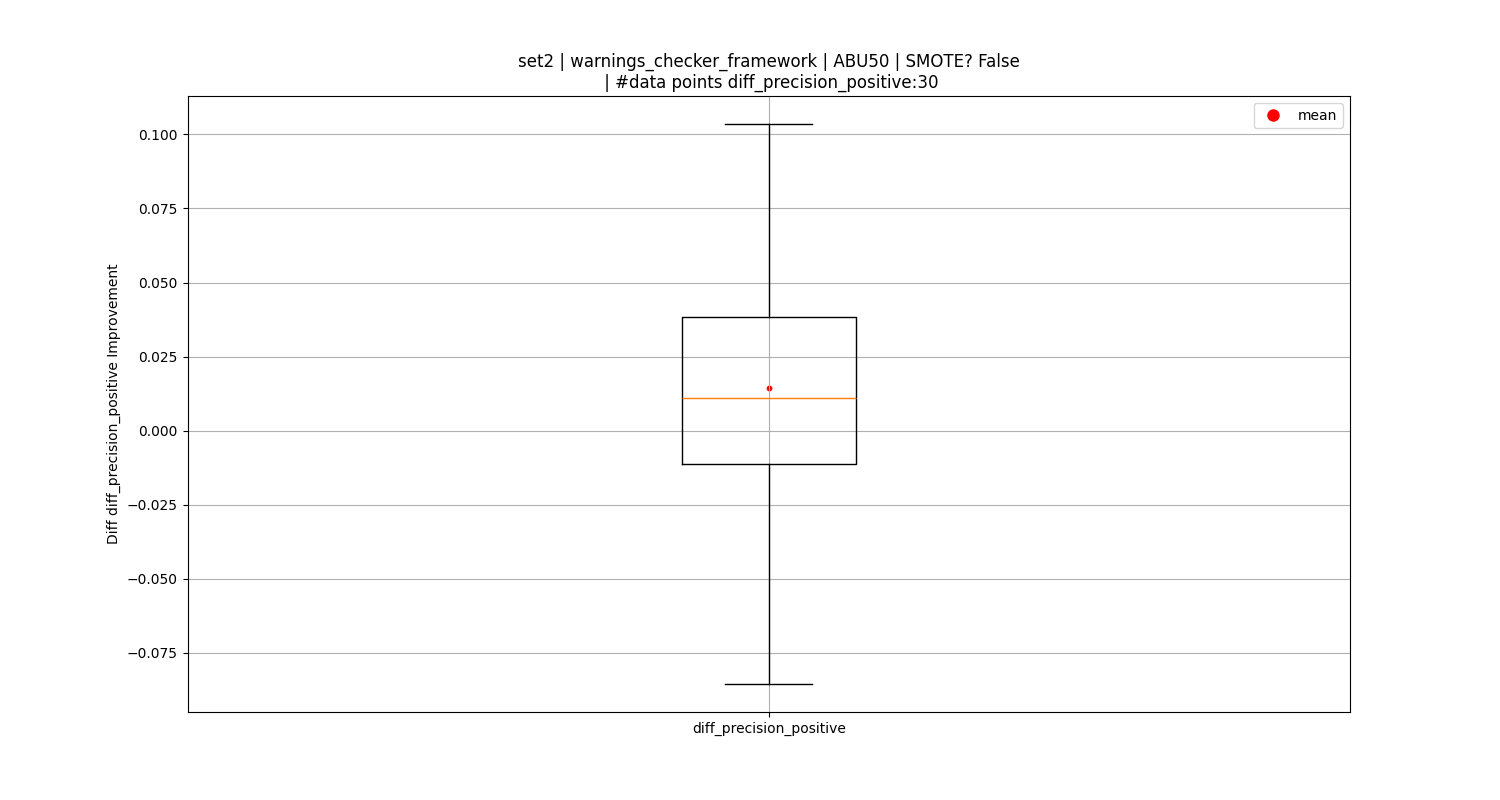 set2 | warnings_checker_framework | ABU50 | SMOTE? False
| #data points diff_precision_positive:30
mean
0.100
0.075
0.050
0.025
0.000
−0.025
−0.050
−0.075
Diff diff_precision_positive Improvement
diff_precision_positive